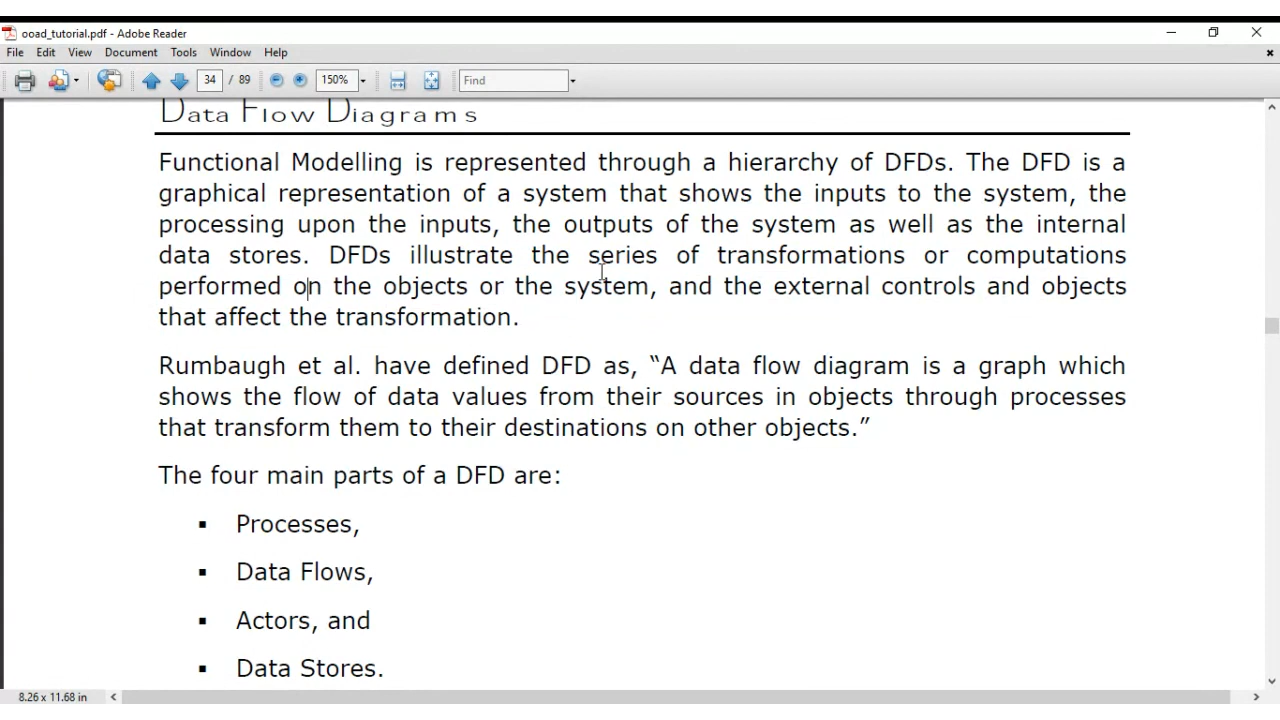 ooad_tutorial.pdf - Adobe Reader
File Edit View Document Tools Window Help
34 / 89 150% Find
Data Flow Diagrams
Functional Modelling is represented through a hierarchy of DFDs. The DFD is a
graphical representation of a system that shows the inputs to the system, the
processing upon the inputs, the outputs of the system as well as the internal
data stores. DFDs illustrate the series of transformations or computations
performed on the objects or the system, and the external controls and objects
that affect the transformation.
Rumbaugh et al. have defined DFD as, “A data flow diagram is a graph which
shows the flow of data values from their sources in objects through processes
that transform them to their destinations on other objects.”
The four main parts of a DFD are:
▪ Processes,
▪ Data Flows,
▪ Actors, and
▪ Data Stores.
8.26 x 11.68 in